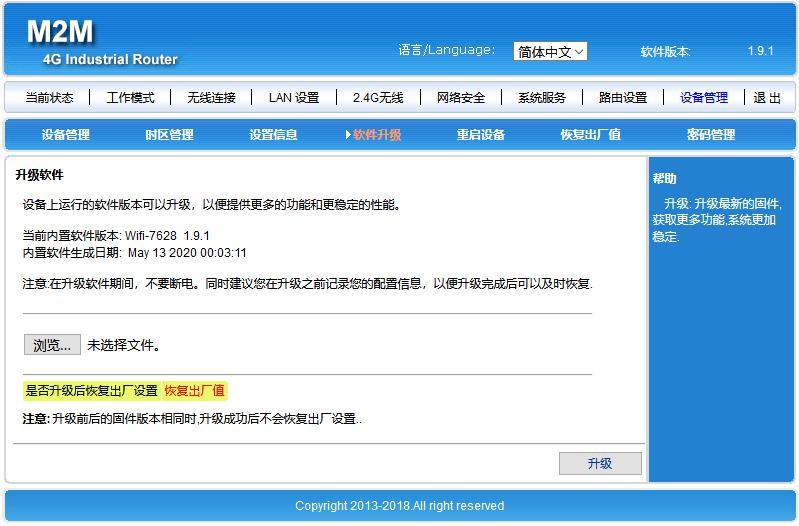 M2M
4G Industrial Router
语言/Language: 简体中文 软件版本: 1.9.1
当前状态 工作模式 无线连接 LAN 设置 2.4G无线 网络安全 系统服务 路由设置 设备管理 退 出
设备管理 时区管理 设置信息 软件升级 重启设备 恢复出厂值 密码管理
升级软件
设备上运行的软件版本可以升级，以便提供更多的功能和更稳定的性能。
当前内置软件版本: Wifi-7628 1.9.1
内置软件生成日期: May 13 2020 00:03:11
注意:在升级软件期间，不要断电。同时建议您在升级之前记录您的配置信息，以便升级完成后可以及时恢复.
浏览... 未选择文件。
是否升级后恢复出厂设置 恢复出厂值
注意: 升级前后的固件版本相同时,升级成功后不会恢复出厂设置..
升级
帮助
升级: 升级最新的固件,
获取更多功能,系统更加
稳定.
Copyright 2013-2018.All right reserved